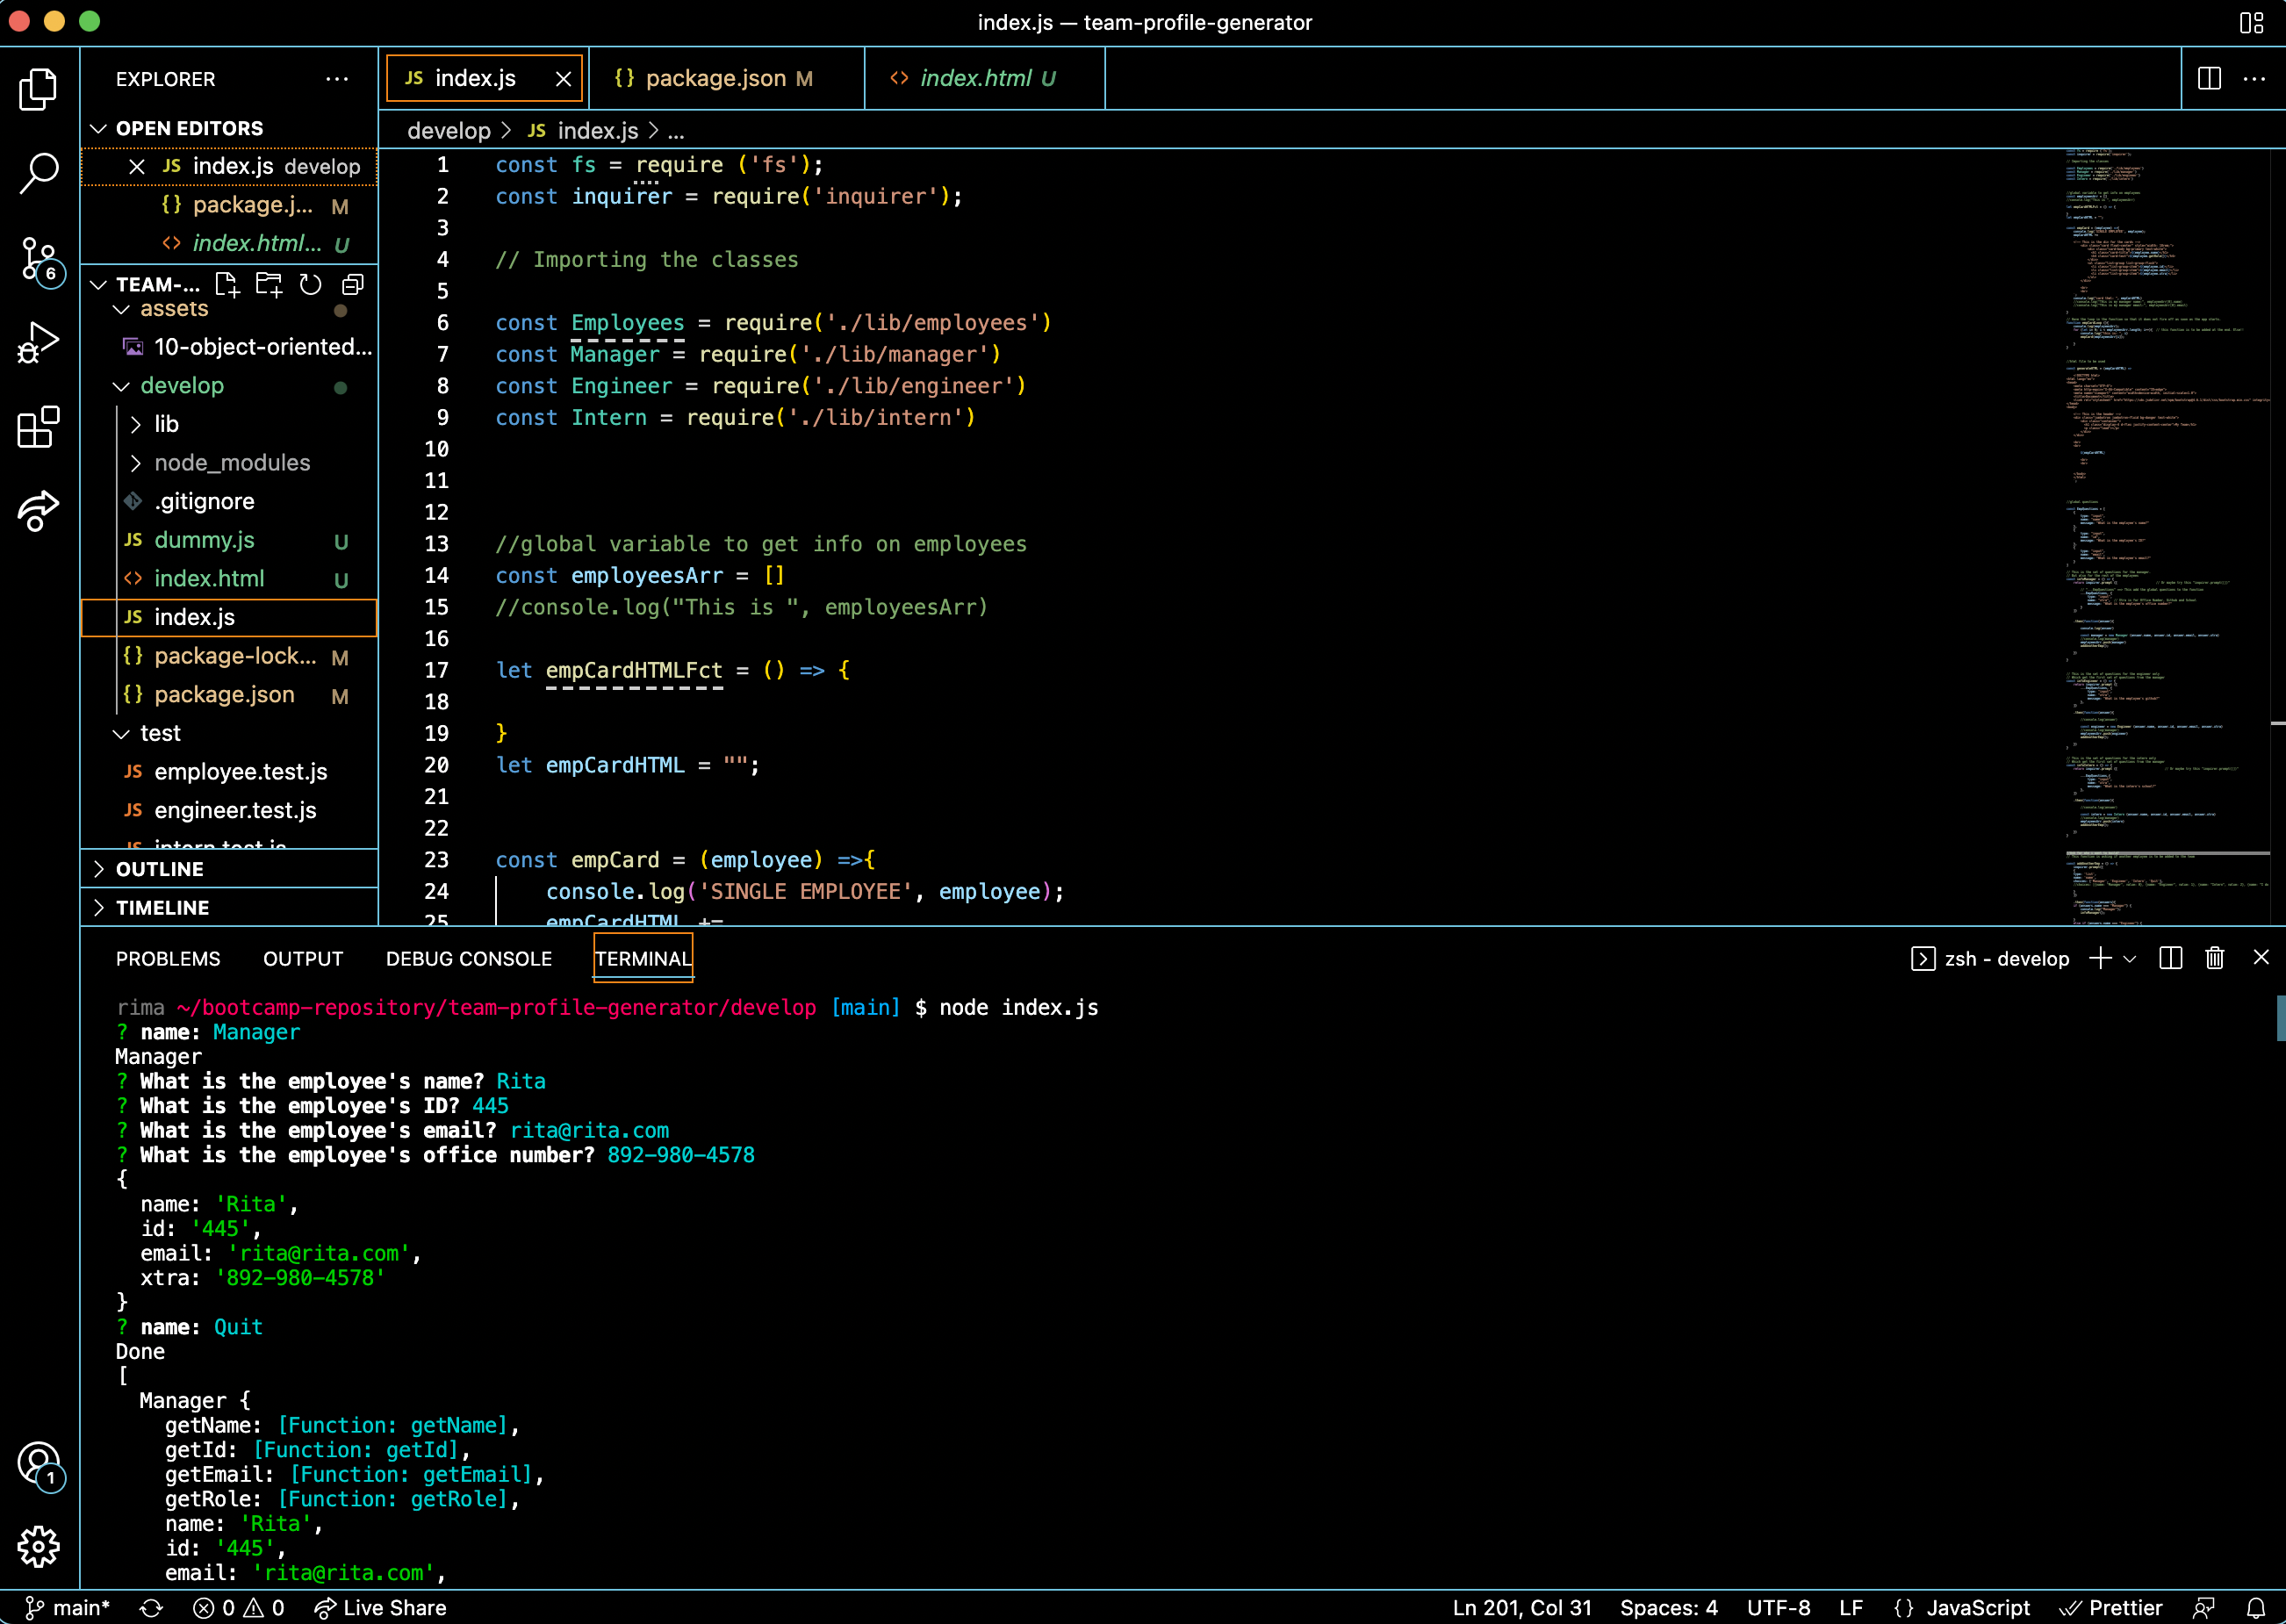 index.js — team-profile-generator
EXPLORER ...
OPEN EDITORS
JS index.js develop
{} package.j... M
<> index.html... U
TEAM-...
assets
10-object-oriented...
develop
lib
node_modules
.gitignore
JS dummy.js U
<> index.html U
JS index.js
{} package-lock... M
{} package.json M
test
JS employee.test.js
JS engineer.test.js
JS intern.test.js
OUTLINE
TIMELINE
6
1
JS index.js
{} package.json M
<> index.html U
develop > JS index.js > ...
1 const fs = require ('fs');
2 const inquirer = require('inquirer');
3
4 // Importing the classes
5
6 const Employees = require('./lib/employees')
7 const Manager = require('./lib/manager')
8 const Engineer = require('./lib/engineer')
9 const Intern = require('./lib/intern')
10
11
12
13 //global variable to get info on employees
14 const employeesArr = []
15 //console.log("This is ", employeesArr)
16
17 let empCardHTMLFct = () => {
18
19 }
20 let empCardHTML = "";
21
22
23 const empCard = (employee) =>{
24 console.log('SINGLE EMPLOYEE', employee);
25 empCardHTML +=
PROBLEMS OUTPUT DEBUG CONSOLE TERMINAL
zsh - develop
rima ~/bootcamp-repository/team-profile-generator/develop [main] $ node index.js
? name: Manager
Manager
? What is the employee's name? Rita
? What is the employee's ID? 445
? What is the employee's email? rita@rita.com
? What is the employee's office number? 892-980-4578
{
name: 'Rita',
id: '445',
email: 'rita@rita.com',
xtra: '892-980-4578'
}
? name: Quit
Done
[
Manager {
getName: [Function: getName],
getId: [Function: getId],
getEmail: [Function: getEmail],
getRole: [Function: getRole],
name: 'Rita',
id: '445',
email: 'rita@rita.com',
main* 0 0 Live Share
Ln 201, Col 31 Spaces: 4 UTF-8 LF {} JavaScript Prettier